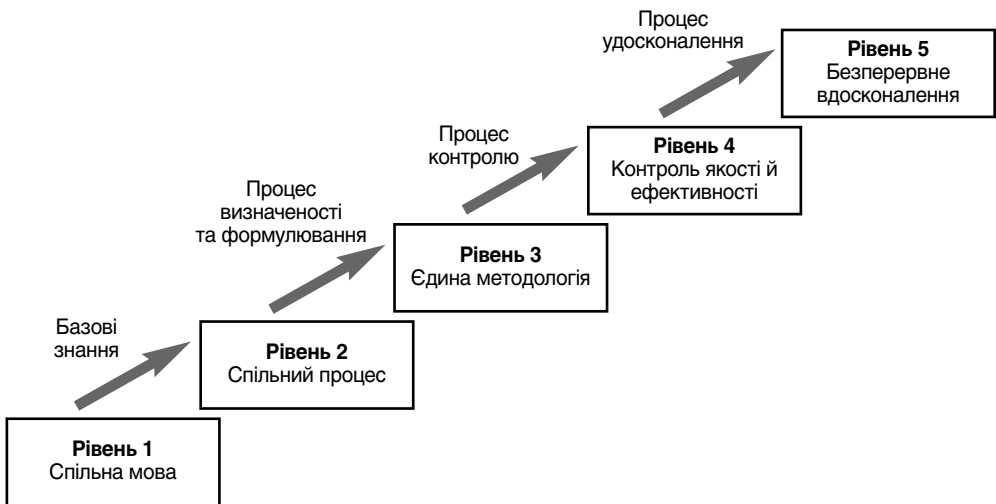 Процес
удосконалення
Рівень 5
Безперервне
вдосконалення
Процес
контролю
Рівень 4
Контроль якості й
ефективності
Процес
визначеності
та формулювання
Рівень 3
Єдина методологія
Базові
знання
Рівень 2
Спільний процес
Рівень 1
Спільна мова